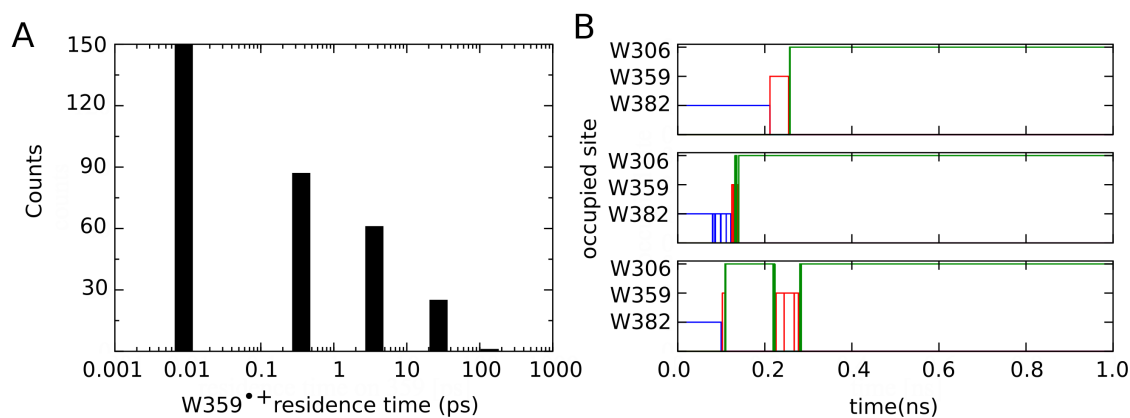 A
Counts
150
120
90
60
30
0.001 0.01 0.1 1 10 100 1000
W359•+residence time (ps)
B
occupied site
W306
W359
W382
W306
W359
W382
W306
W359
W382
0.0 0.2 0.4 0.6 0.8 1.0
time(ns)